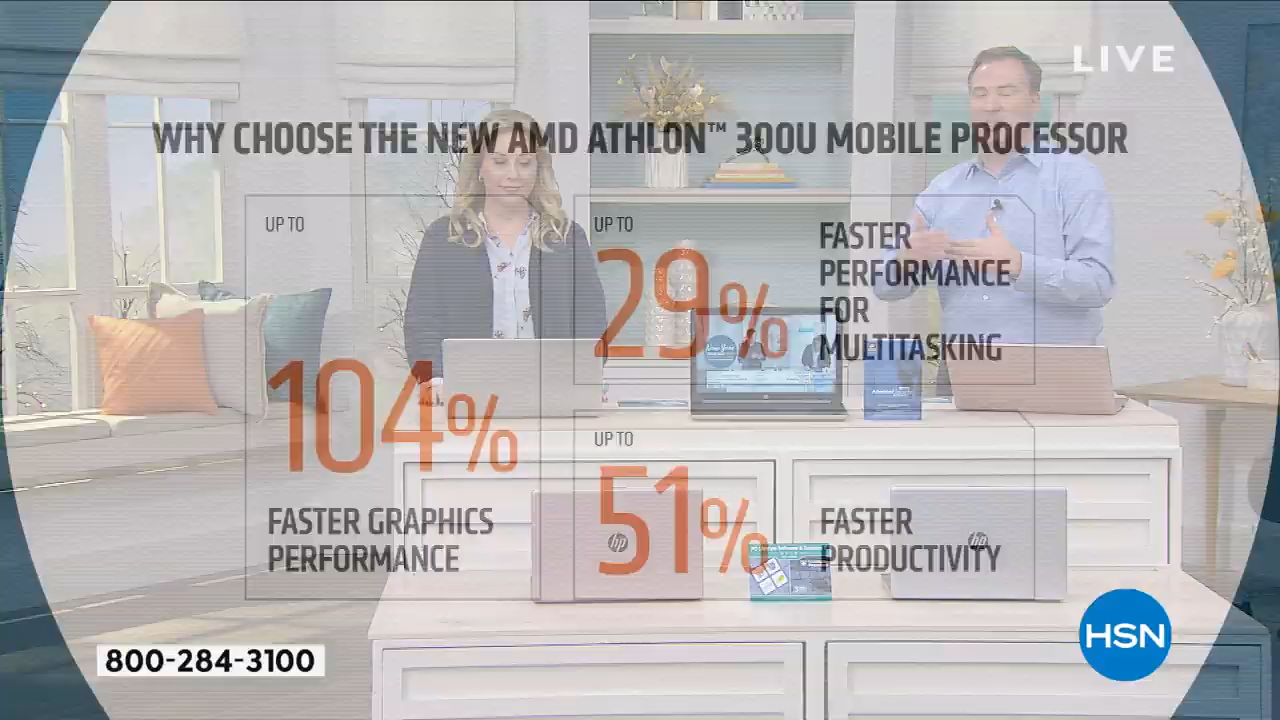 LIVE
WHY CHOOSE THE NEW AMD ATHLON™ 300U MOBILE PROCESSOR
UP TO
104%
FASTER GRAPHICS
PERFORMANCE
UP TO
29%
FASTER
PERFORMANCE
FOR
MULTITASKING
UP TO
51%
FASTER
PRODUCTIVITY
hp
hp
HSN
800-284-3100